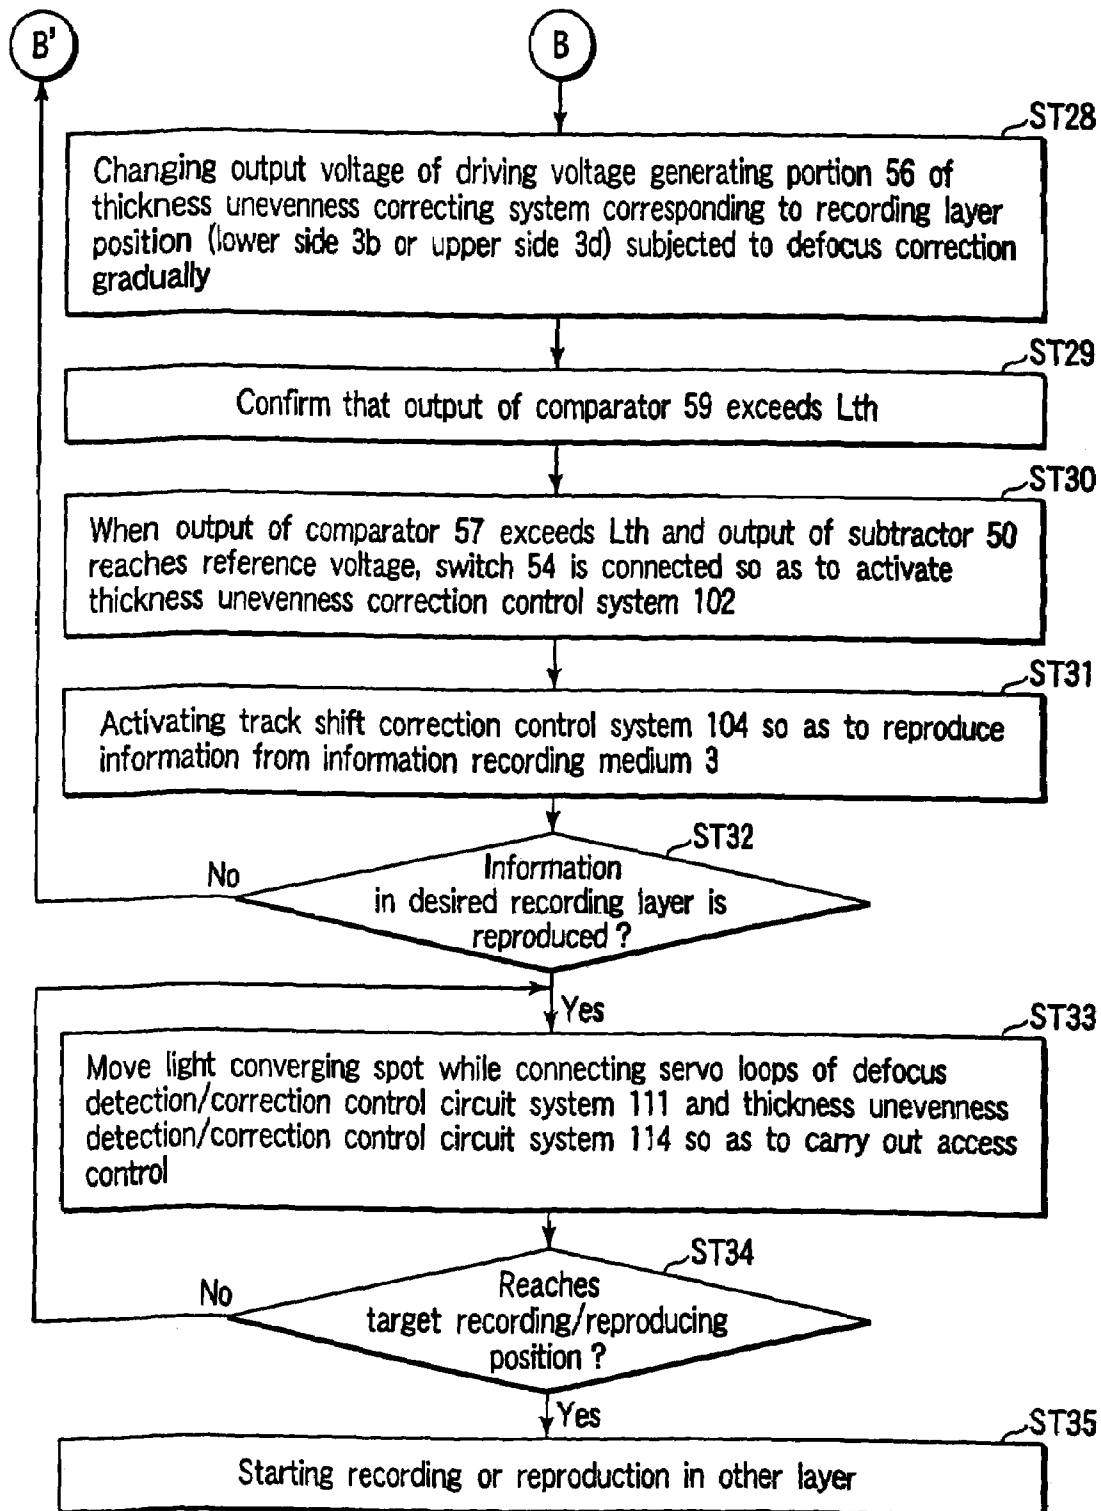 B'
B
ST28
Changing output voltage of driving voltage generating portion 56 of
thickness unevenness correcting system corresponding to recording layer
position (lower side 3b or upper side 3d) subjected to defocus correction
gradually
ST29
Confirm that output of comparator 59 exceeds Lth
ST30
When output of comparator 57 exceeds Lth and output of subtractor 50
reaches reference voltage, switch 54 is connected so as to activate
thickness unevenness correction control system 102
ST31
Activating track shift correction control system 104 so as to reproduce
information from information recording medium 3
ST32
No
Information
in desired recording layer is
reproduced ?
Yes
ST33
Move light converging spot while connecting servo loops of defocus
detection/correction control circuit system 111 and thickness unevenness
detection/correction control circuit system 114 so as to carry out access
control
ST34
No
Reaches
target recording/reproducing
position ?
Yes
ST35
Starting recording or reproduction in other layer